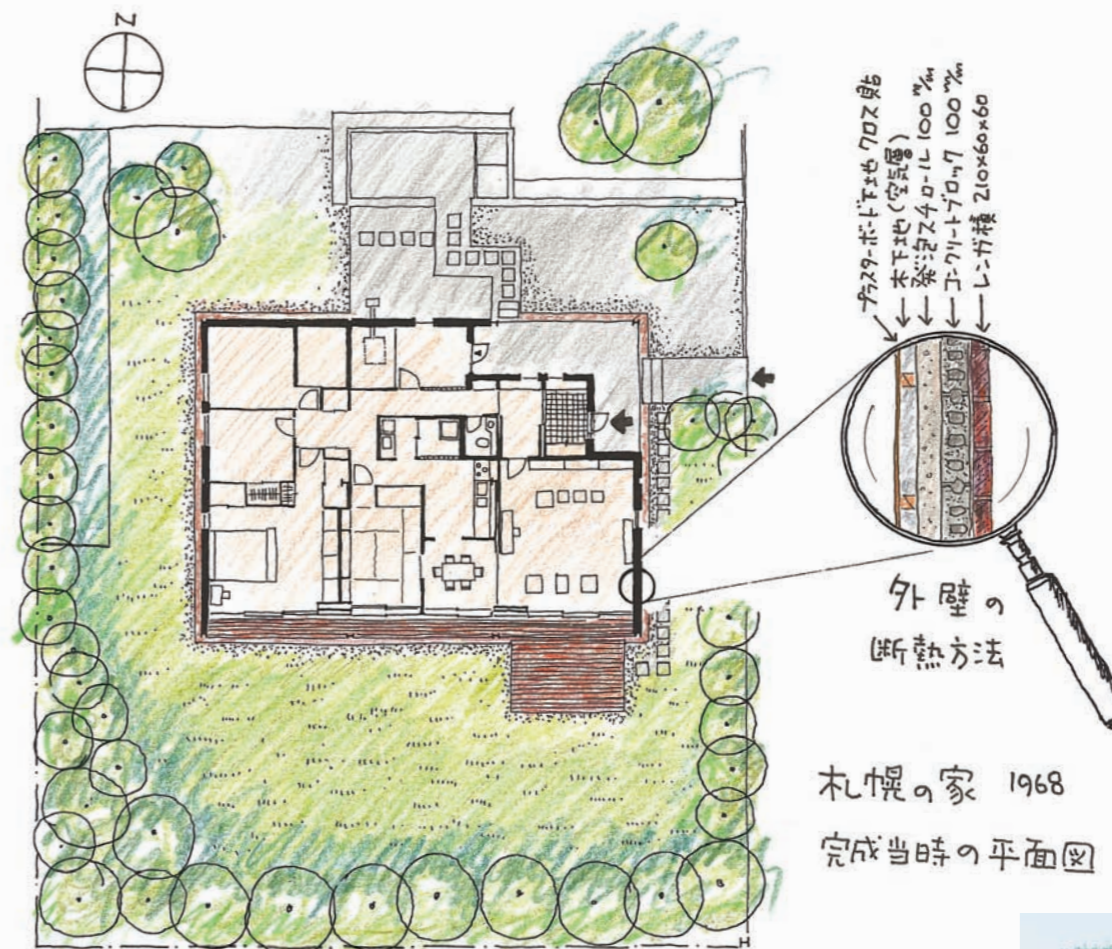 Z
プラスターボード下地 クロス貼
木下地(空気層)
発泡スチロール 100 m/m
コンクリートブロック 100 m/m
レンガ積 210×60×60
外壁の
断熱方法
札幌の家 1968
完成当時の平面図